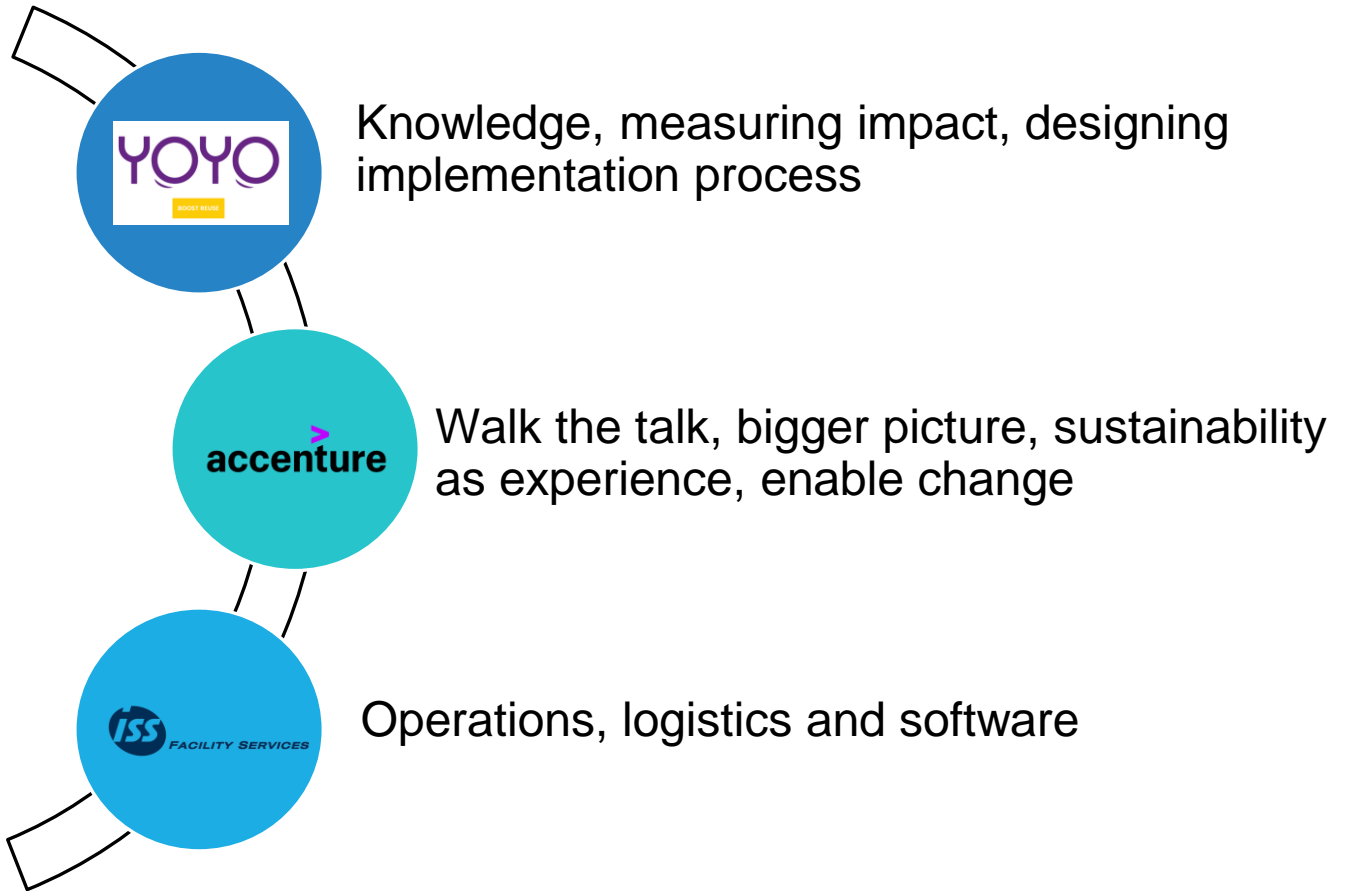 YOYO
BOOST REUSE
Knowledge, measuring impact, designing
implementation process
>
accenture
Walk the talk, bigger picture, sustainability
as experience, enable change
ISS
FACILITY SERVICES
Operations, logistics and software